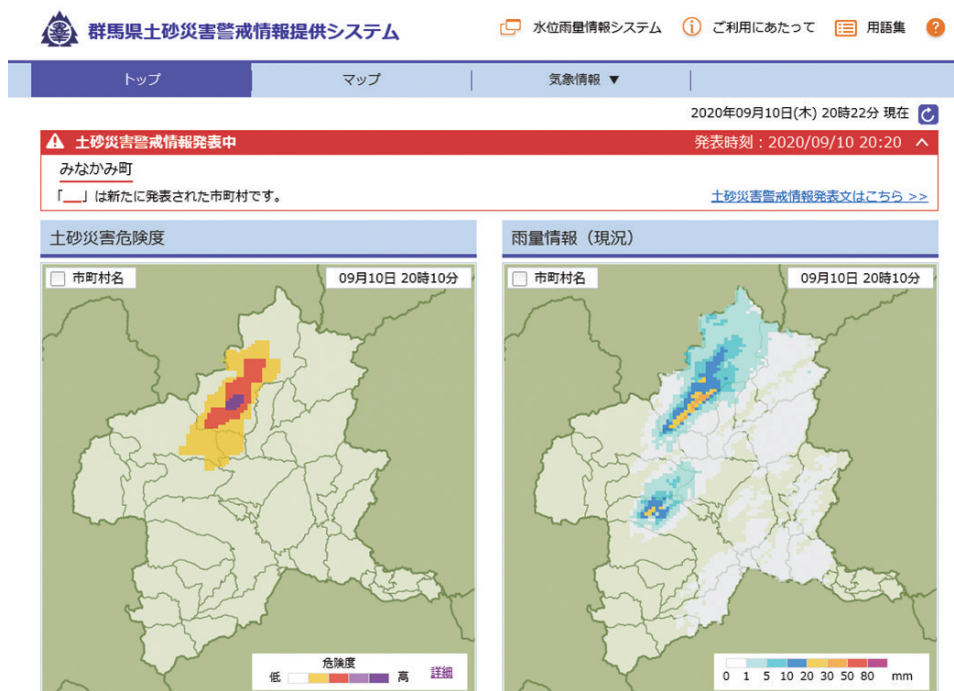 群馬県土砂災害警戒情報提供システム
水位雨量情報システム
ご利用にあたって
用語集
?
トップ
マップ
気象情報 ▼
2020年09月10日(木) 20時22分 現在
土砂災害警戒情報発表中
発表時刻:2020/09/10 20:20
みなかみ町
「__」は新たに発表された市町村です。
土砂災害警戒情報発表文はこちら >>
土砂災害危険度
雨量情報(現況)
市町村名
09月10日 20時10分
市町村名
09月10日 20時10分
危険度
低
高
詳細
0 1 5 10 20 30 50 80 mm